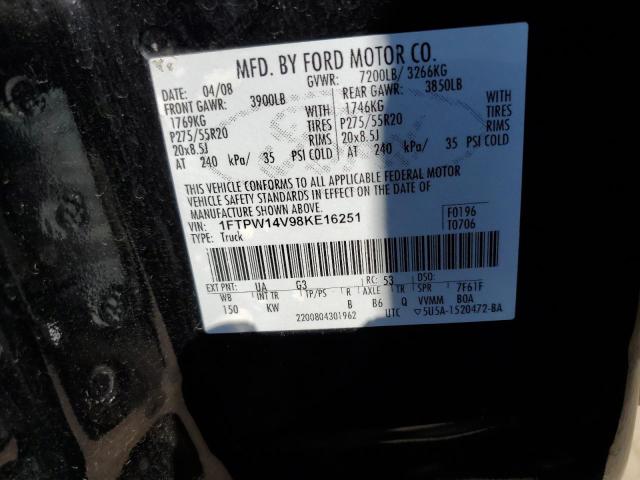 MFD. BY FORD MOTOR CO.
DATE: 04/08 GVWR: 7200LB/ 3266KG
FRONT GAWR: 3900LB REAR GAWR: 3850LB
1769KG 1746KG
P275/55R20 TIRES P275/55R20 TIRES
20x8.5J RIMS 20x8.5J RIMS
AT 240 kPa/ 35 PSI COLD AT 240 kPa/ 35 PSI COLD
THIS VEHICLE CONFORMS TO ALL APPLICABLE FEDERAL MOTOR
VEHICLE SAFETY STANDARDS IN EFFECT ON THE DATE OF
MANUFACTURE SHOWN ABOVE.
VIN: 1FTPW14V98KE16251 F0196
TYPE: Truck T0706
EXT PNT: UA G3 RC: 53 DSO:
WB INT TR TP/PS R AXLE TR SPR 7F61F
150 KW B B6 Q VVMM BOA
2200804301962 UTC ▽5U5A-1520472-BA